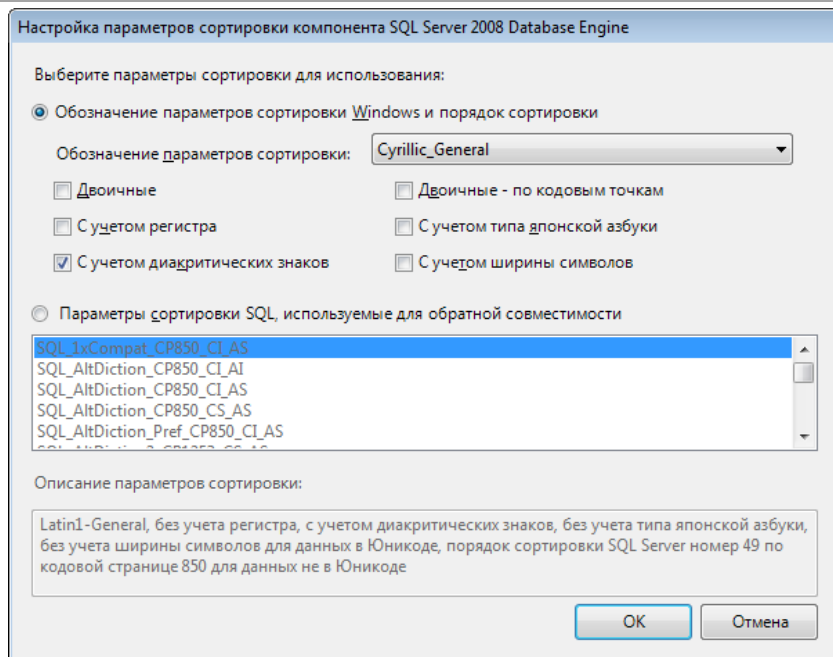 Настройка параметров сортировки компонента SQL Server 2008 Database Engine
Выберите параметры сортировки для использования:
Обозначение параметров сортировки Windows и порядок сортировки
Обозначение параметров сортировки: Cyrillic_General
Двоичные Двоичные - по кодовым точкам
С учетом регистра С учетом типа японской азбуки
С учетом диакритических знаков С учетом ширины символов
Параметры сортировки SQL, используемые для обратной совместимости
SQL_1xCompat_CP850_CI_AS
SQL_AltDiction_CP850_CI_AI
SQL_AltDiction_CP850_CI_AS
SQL_AltDiction_CP850_CS_AS
SQL_AltDiction_Pref_CP850_CI_AS
Описание параметров сортировки:
Latin1-General, без учета регистра, с учетом диакритических знаков, без учета типа японской азбуки,
без учета ширины символов для данных в Юникоде, порядок сортировки SQL Server номер 49 по
кодовой странице 850 для данных не в Юникоде
OK Отмена